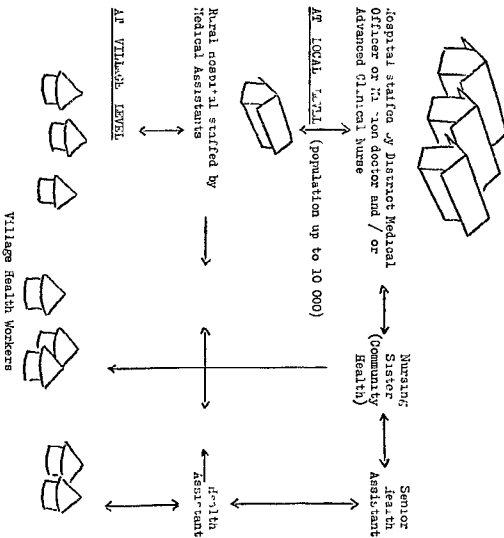 Hospital staffed by District Medical
Officer or Mission doctor and / or
Advanced Clinical Nurse
Nursing
Sister
(Community
Health)
Senior
Health
Assistant
AT LOCAL LEVEL (population up to 10 000)
Rural hospital staffed by
Medical Assistants
Health
Assistant
AT VILLAGE LEVEL
Village Health Workers